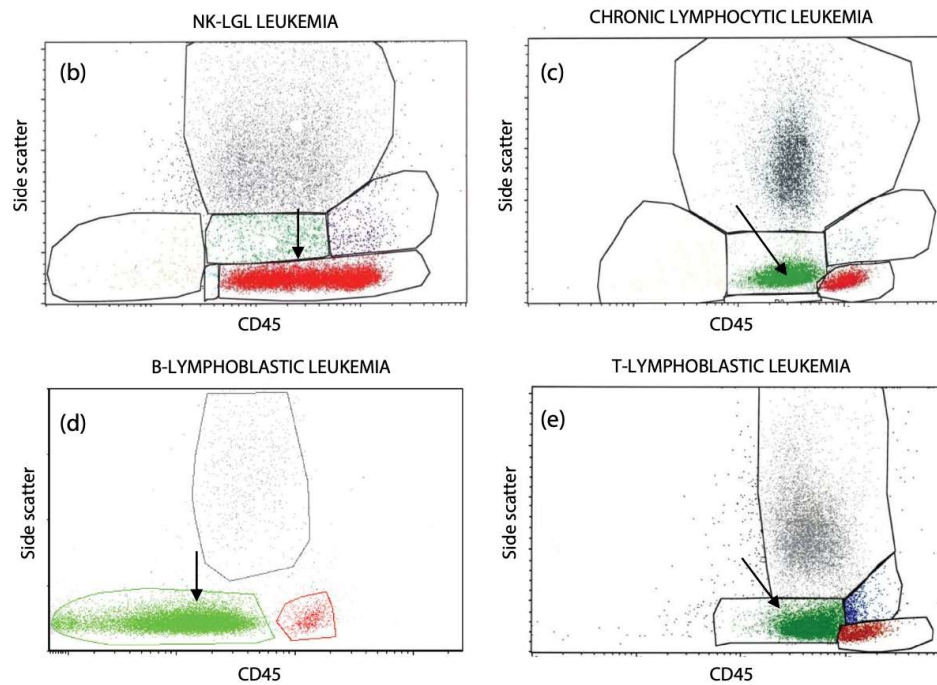 NK-LGL LEUKEMIA
(b)
Side scatter
CD45
CHRONIC LYMPHOCYTIC LEUKEMIA
(c)
Side scatter
CD45
B-LYMPHOBLASTIC LEUKEMIA
(d)
Side scatter
CD45
T-LYMPHOBLASTIC LEUKEMIA
(e)
Side scatter
CD45